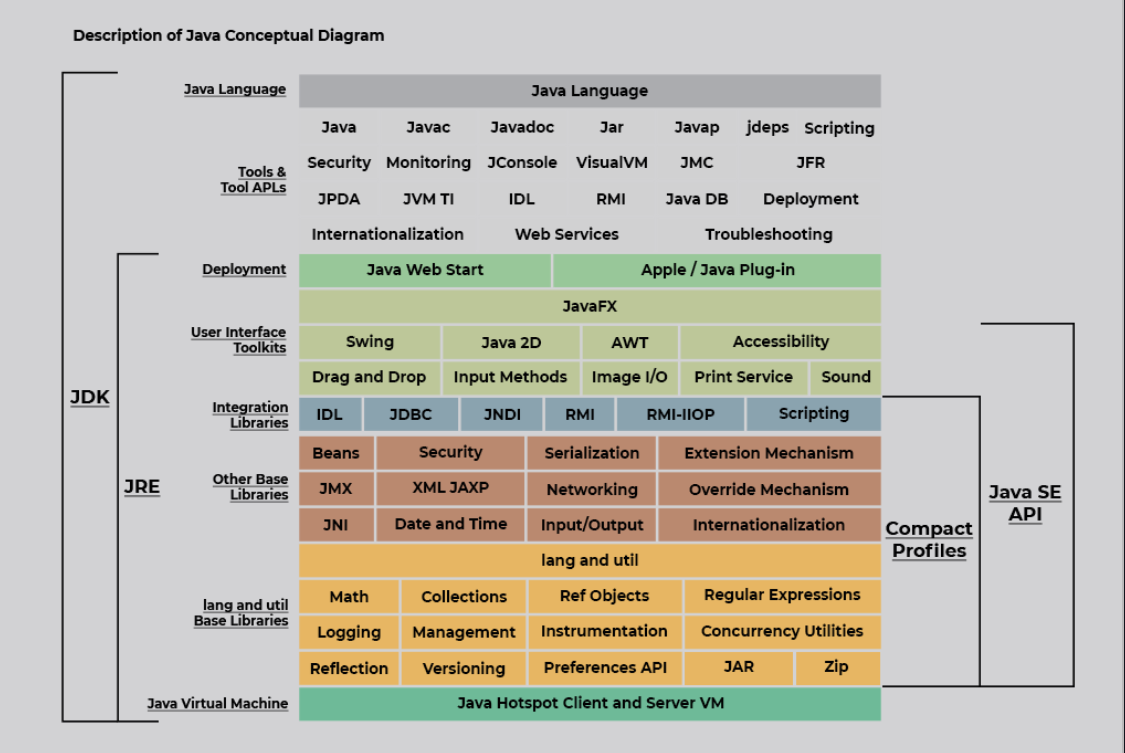 Description of Java Conceptual Diagram
Java Language
Java Language
Tools &
Tool APLs
Java Javac Javadoc Jar Javap jdeps Scripting
Security Monitoring JConsole VisualVM JMC JFR
JPDA JVM TI IDL RMI Java DB Deployment
Internationalization Web Services Troubleshooting
Deployment
Java Web Start Apple / Java Plug-in
User Interface
Toolkits
JavaFX
Swing Java 2D AWT Accessibility
Drag and Drop Input Methods Image I/O Print Service Sound
Integration
Libraries
IDL JDBC JNDI RMI RMI-IIOP Scripting
Other Base
Libraries
Beans Security Serialization Extension Mechanism
JMX XML JAXP Networking Override Mechanism
JNI Date and Time Input/Output Internationalization
lang and util
Base Libraries
lang and util
Math Collections Ref Objects Regular Expressions
Logging Management Instrumentation Concurrency Utilities
Reflection Versioning Preferences API JAR Zip
Java Virtual Machine
Java Hotspot Client and Server VM
JDK
JRE
Compact
Profiles
Java SE
API